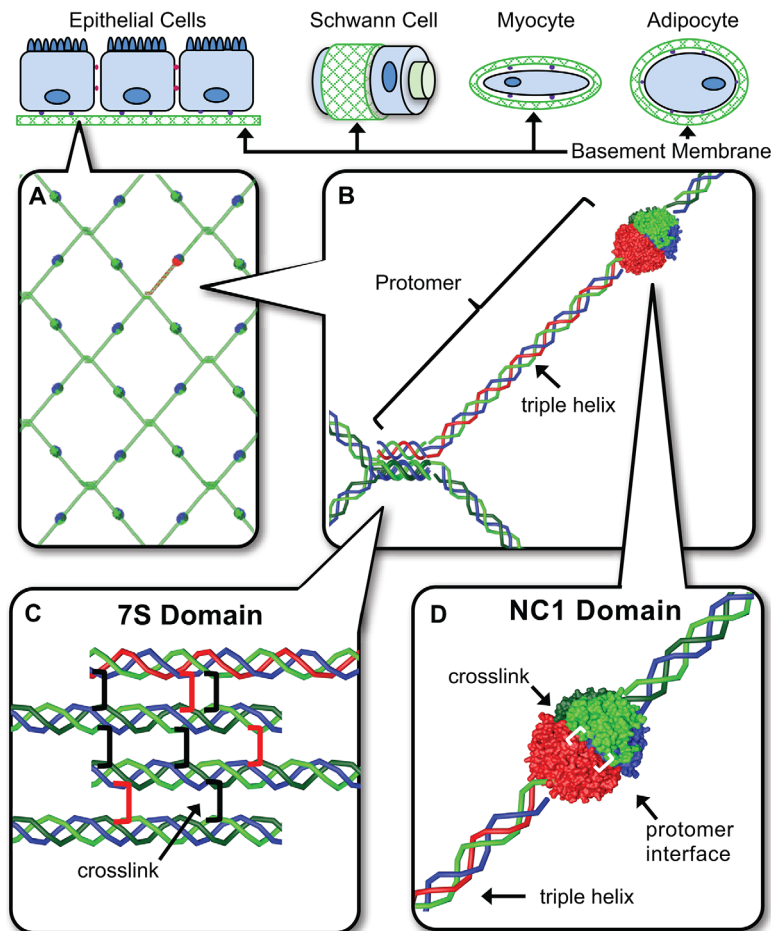 Epithelial Cells
Schwann Cell
Myocyte
Adipocyte
Basement Membrane
A
B
Protomer
triple helix
C
7S Domain
crosslink
D
NC1 Domain
crosslink
protomer
interface
triple helix